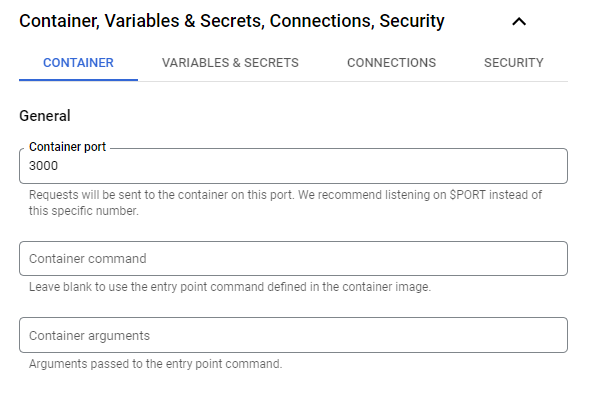 Container, Variables & Secrets, Connections, Security
CONTAINER VARIABLES & SECRETS CONNECTIONS SECURITY
General
Container port
3000
Requests will be sent to the container on this port. We recommend listening on $PORT instead of
this specific number.
Container command
Leave blank to use the entry point command defined in the container image.
Container arguments
Arguments passed to the entry point command.